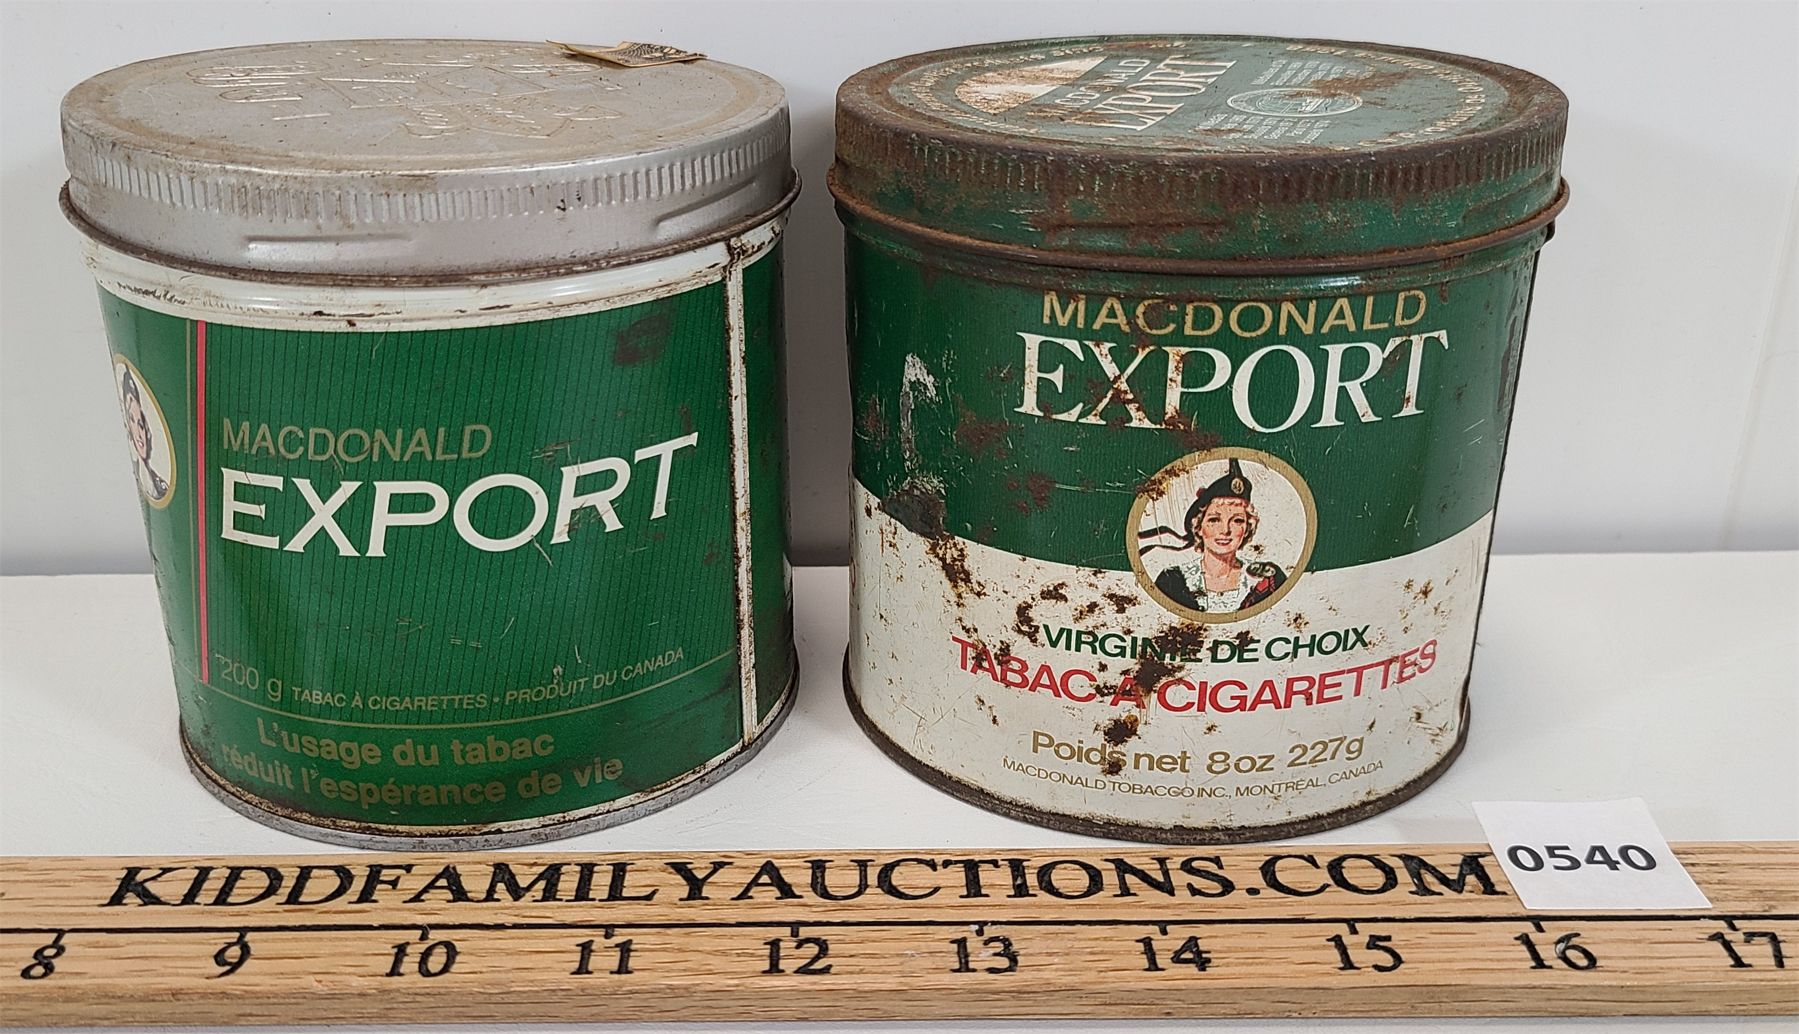 MACDONALD
EXPORT
200 g TABAC À CIGARETTES • PRODUIT DU CANADA
L'usage du tabac
réduit l'espérance de vie
EXPORT
MACDONALD
EXPORT
VIRGINIE DE CHOIX
TABAC À CIGARETTES
Poids net 8oz 227g
MACDONALD TOBACCO INC., MONTRÉAL, CANADA
0540
KIDDFAMILYAUCTIONS.COM
8 9 10 11 12 13 14 15 16 17